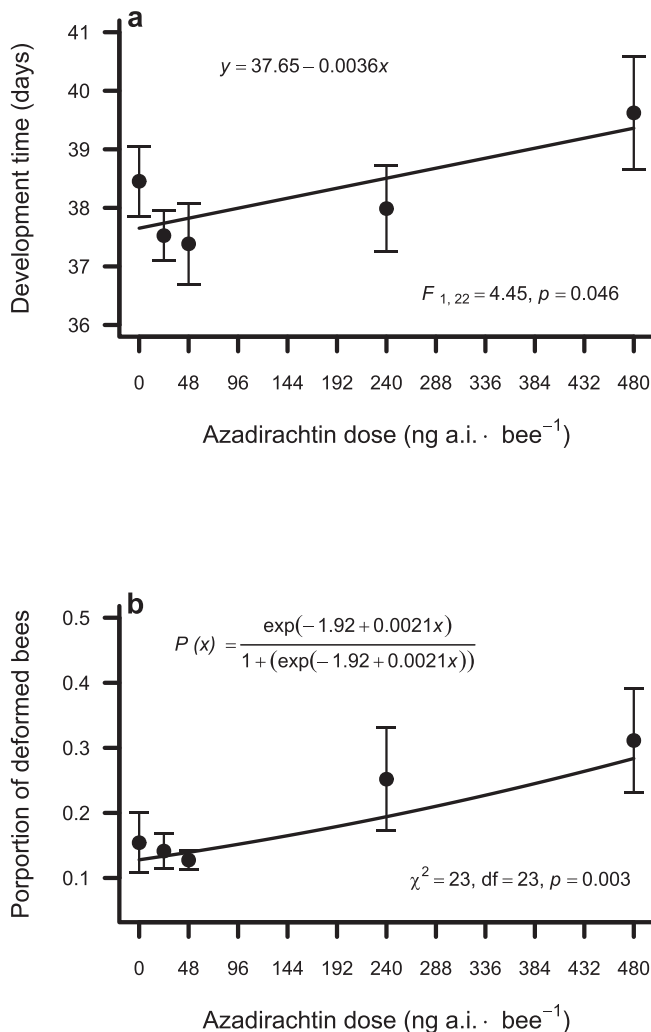 a
41
40
39
38
37
36
Development time (days)
y = 37.65 − 0.0036x
F 1, 22 = 4.45, p = 0.046
0 48 96 144 192 240 288 336 384 432 480
Azadirachtin dose (ng a.i. · bee−1)
b
0.5
0.4
0.3
0.2
0.1
Porportion of deformed bees
P (x) = exp(−1.92 + 0.0021x)
1 + (exp(−1.92 + 0.0021x))
χ2 = 23, df = 23, p = 0.003
0 48 96 144 192 240 288 336 384 432 480
Azadirachtin dose (ng a.i. · bee−1)